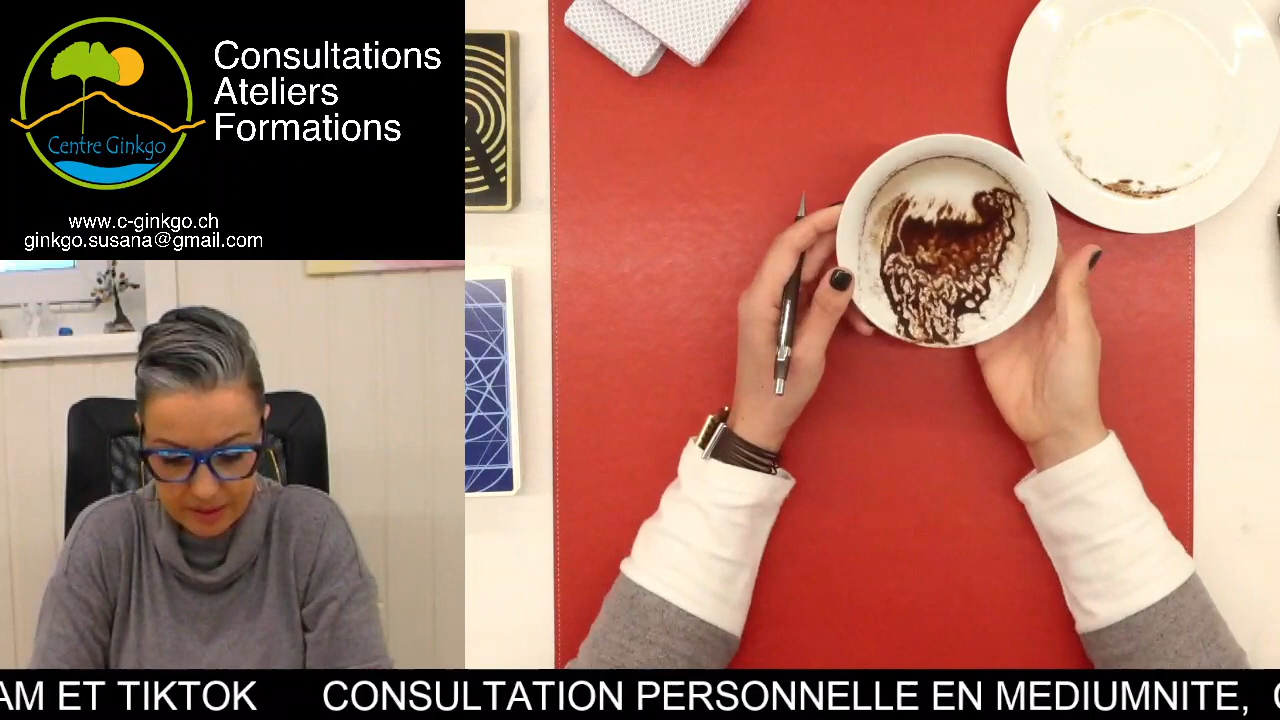 Consultations
Ateliers
Formations
Centre Ginkgo
www.c-ginkgo.ch
ginkgo.susana@gmail.com
AM ET TIKTOK CONSULTATION PERSONNELLE EN MEDIUMNITE,